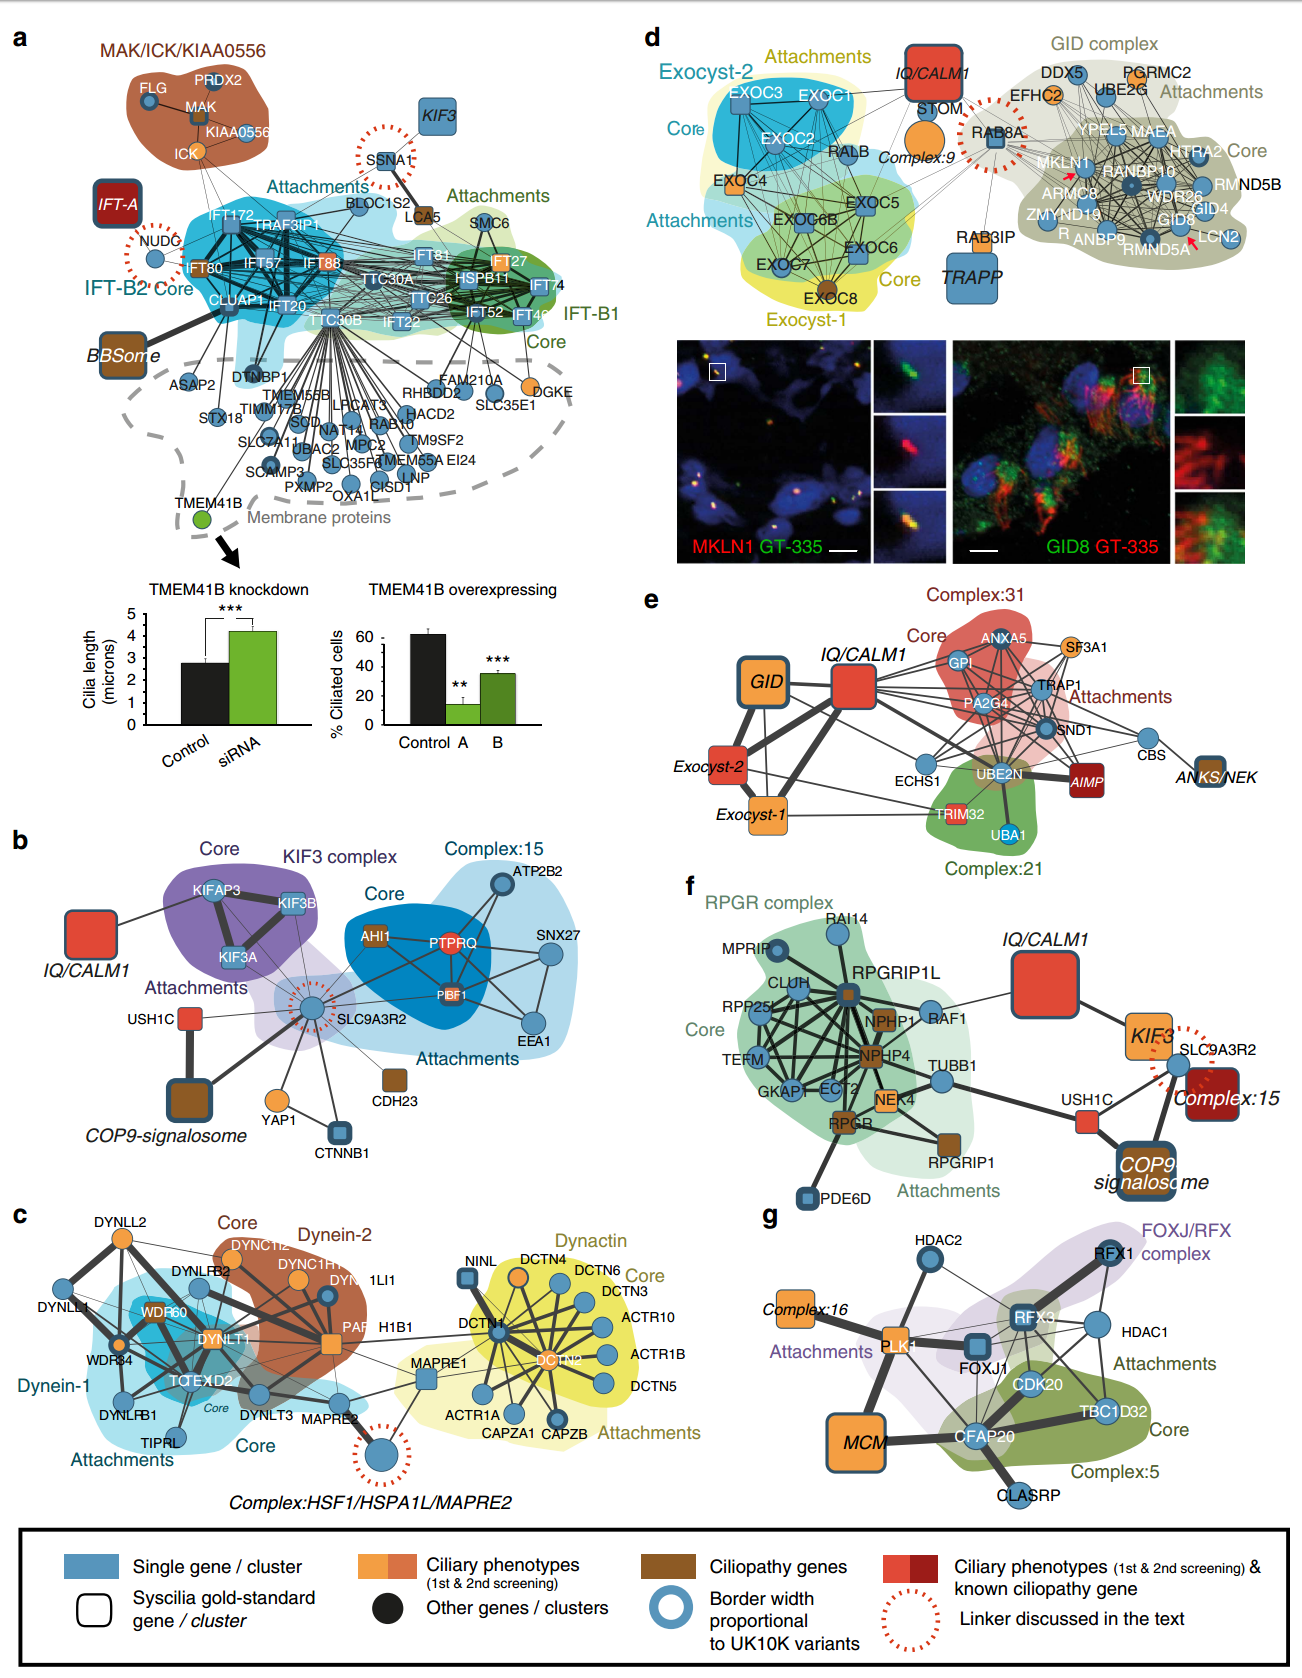 a
MAK/ICK/KIAA0556
FLG
PRDX2
MAK
KIAA0556
ICK
KIF3
SSNA1
IFT-A
Attachments
BLOC1S2
LCA5
Attachments
SMC6
IFT172
TRAF3IP1
NUDC
IFT80
IFT57
IFT88
IFT81
IFT27
TTC30A
HSPB11
IFT74
IFT-B2 Core
CLUAP1
IFT20
TTC26
TTC30B
IFT22
IFT52
IFT46
IFT-B1
Core
BBSome
ASAP2
DTNBP1
STX18
TIMM17B
TMEM55B
SCD
LPCAT3
NAT14
RAB10
HACD2
RHBDD2
FAM210A
SLC35E1
DGKE
SLC7A11
UBAC2
MPC2
TM9SF2
SCAMP3
SLC35F6
TMEM55A
EI24
PXMP2
OXA1L
CISD1
LNP
TMEM41B
Membrane proteins
TMEM41B knockdown
Cilia length
(microns)
5
4
3
2
1
0
***
Control
siRNA
TMEM41B overexpressing
% Ciliated cells
60
40
20
0
**
***
Control A B
b
Core
KIF3 complex
Complex:15
KIFAP3
KIF3B
KIF3A
Core
ATP2B2
AHI1
PTPRQ
PIBF1
SNX27
EEA1
IQ/CALM1
Attachments
USH1C
SLC9A3R2
Attachments
COP9-signalosome
YAP1
CDH23
CTNNB1
c
DYNLL2
Core
Dynein-2
DYNC1I2
DYNC1H1
DYN 1LI1
DYNLRB2
DYNLL1
WDR60
DYNLT1
PAF H1B1
WDR34
Dynein-1
TCTEXD2
DYNLRB1
Core
DYNLT3
MAPRE2
TIPRL
Core
Attachments
Dynactin
NINL
DCTN4
DCTN6
Core
DCTN3
DCTN1
ACTR10
ACTR1B
DCTN2
DCTN5
MAPRE1
ACTR1A
CAPZA1
CAPZB
Attachments
Complex:HSF1/HSPA1L/MAPRE2
d
Exocyst-2
Attachments
IQ/CALM1
GID complex
EXOC3
EXOC1
Core
EXOC2
RALB
EXOC4
EXOC5
Attachments
EXOC6B
EXOC6
EXOC7
Core
EXOC8
Exocyst-1
STOM
Complex:9
RAB8A
RAB3IP
TRAPP
DDX5
PGRMC2
EFHC2
UBE2G
Attachments
YPEL5
MAEA
HTRA2
Core
MKLN1
RANBP10
RMND5B
ARMC8
WDR26
ZMYND19
GID4
GID8
R ANBP9
LCN2
RMND5A
MKLN1 GT-335
GID8 GT-335
e
Complex:31
Core
ANXA5
SF3A1
IQ/CALM1
GPI
GID
TRAP1
Attachments
PA2G4
SND1
Exocyst-2
ECHS1
UBE2N
AIMP
CBS
ANKS/NEK
Exocyst-1
TRIM32
UBA1
Complex:21
f
RPGR complex
RAI14
MPRIP
RPGRIP1L
CLUH
RPP25L
Core
NPHP1
RAF1
TEFM
NPHP4
TUBB1
GKAP1
ECT2
NEK4
RPGR
RPGRIP1
PDE6D
Attachments
IQ/CALM1
KIF3
SLC9A3R2
USH1C
Complex:15
COP9-
signalosome
g
FOXJ/RFX
complex
HDAC2
RFX1
Complex:16
RFX3
HDAC1
PLK1
Attachments
FOXJ1
Attachments
CDK20
TBC1D32
Core
MCM
CFAP20
Complex:5
CLASRP
Single gene / cluster
Syscilia gold-standard
gene / cluster
Ciliary phenotypes
(1st & 2nd screening)
Other genes / clusters
Ciliopathy genes
Border width
proportional
to UK10K variants
Ciliary phenotypes (1st & 2nd screening) &
known ciliopathy gene
Linker discussed in the text